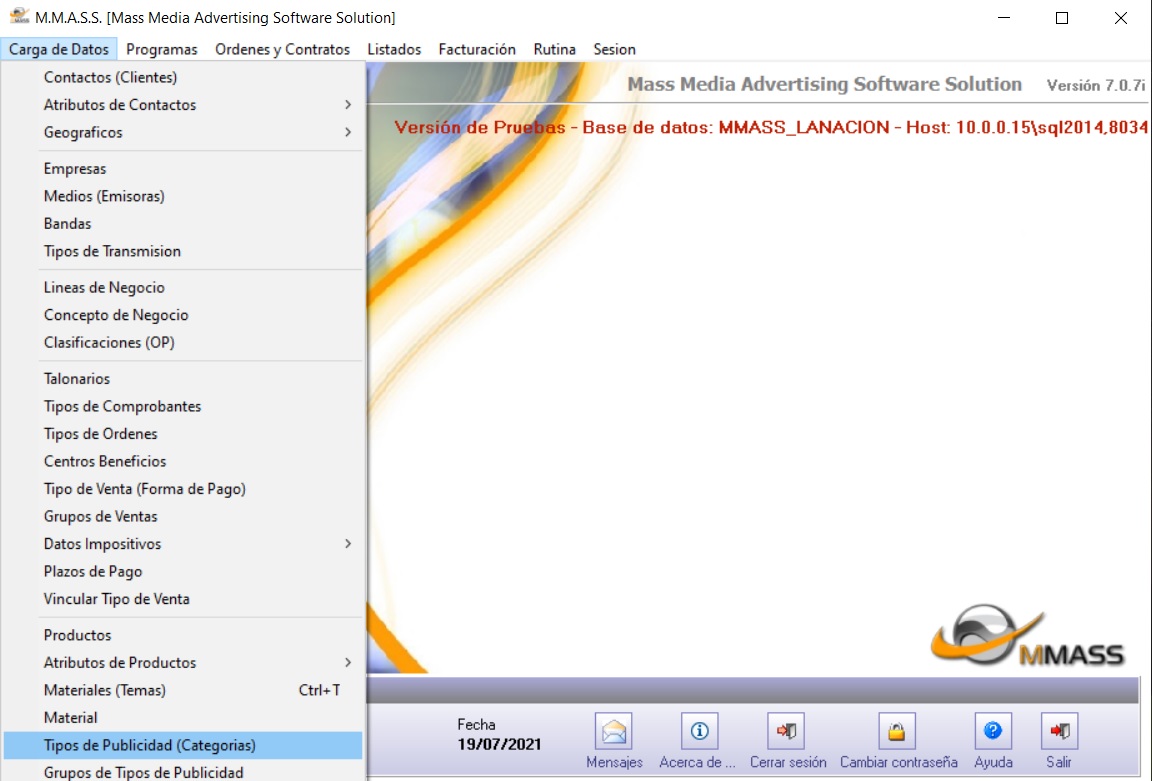 M.M.A.S.S. [Mass Media Advertising Software Solution]
Carga de Datos Programas Ordenes y Contratos Listados Facturación Rutina Sesion
Contactos (Clientes)
Atributos de Contactos
Geograficos
Empresas
Medios (Emisoras)
Bandas
Tipos de Transmision
Lineas de Negocio
Concepto de Negocio
Clasificaciones (OP)
Talonarios
Tipos de Comprobantes
Tipos de Ordenes
Centros Beneficios
Tipo de Venta (Forma de Pago)
Grupos de Ventas
Datos Impositivos
Plazos de Pago
Vincular Tipo de Venta
Productos
Atributos de Productos
Materiales (Temas) Ctrl+T
Material
Tipos de Publicidad (Categorias)
Grupos de Tipos de Publicidad
Mass Media Advertising Software Solution Versión 7.0.7i
Versión de Pruebas - Base de datos: MMASS_LANACION - Host: 10.0.0.15\sql2014,8034
MMASS
Fecha
19/07/2021
Mensajes Acerca de ... Cerrar sesión Cambiar contraseña Ayuda Salir